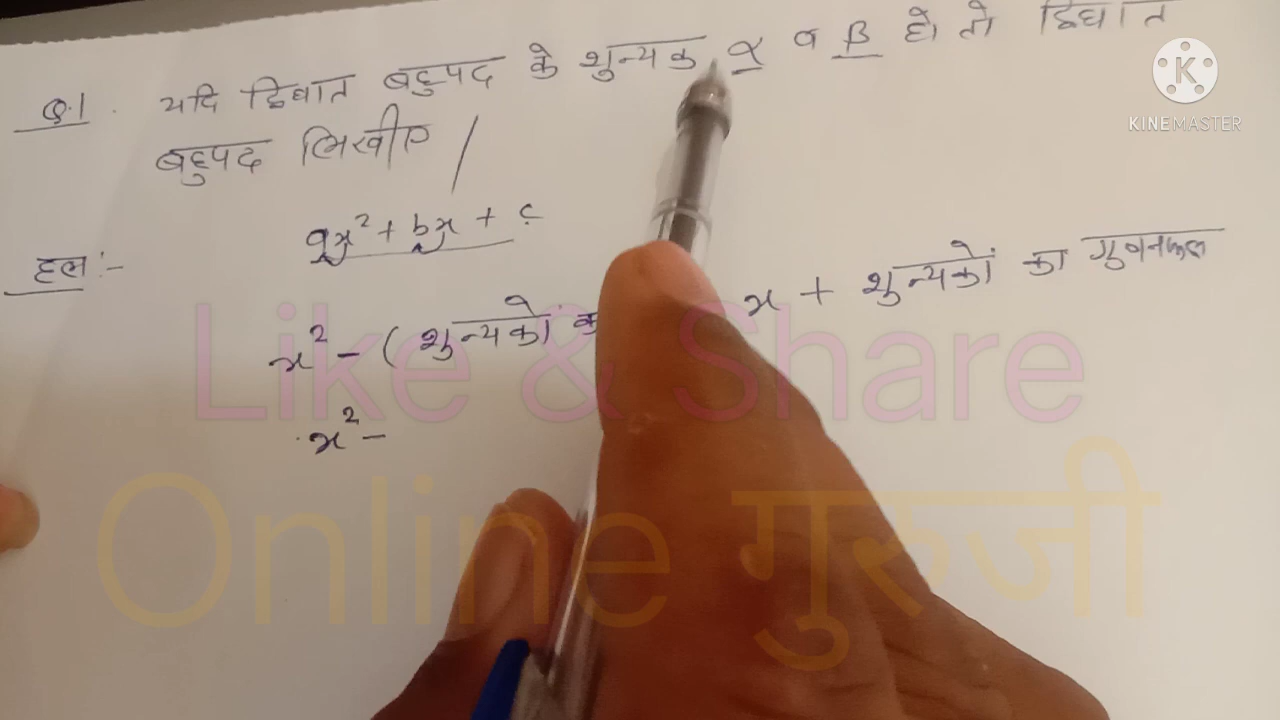 Q.1. यदि द्विघात बहुपद के शुन्यक α व β हो तो द्विघात
बहुपद लिखीए /
हल :- ax² + bx + c
x² - ( शुन्यकों x + शुन्यकों का गुणनफल
x² -
KINEMASTER
Like & Share
Online गुरुजी